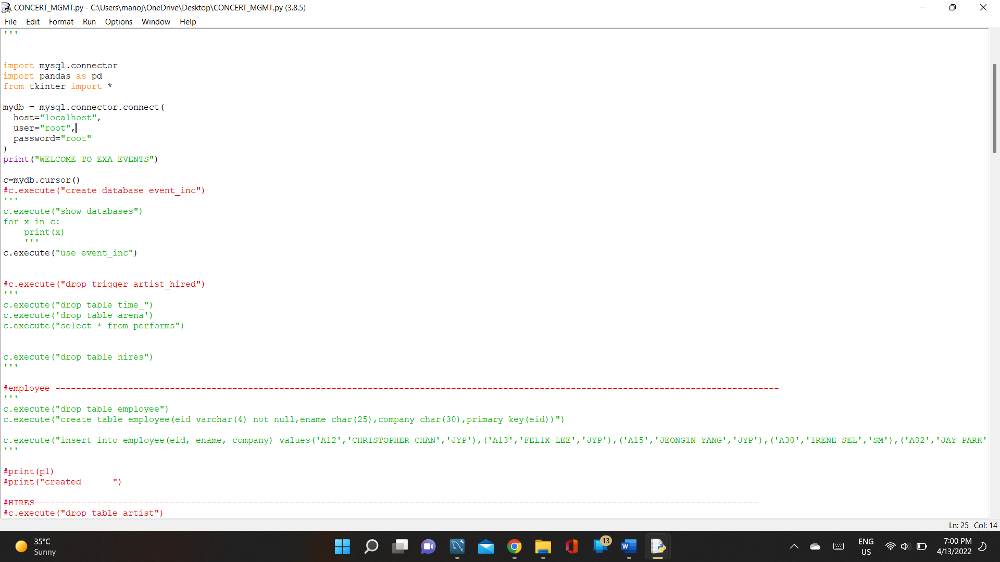 CONCERT_MGMT.py - C:\Users\manoj\OneDrive\Desktop\CONCERT_MGMT.py (3.8.5)
File Edit Format Run Options Window Help
'''
import mysql.connector
import pandas as pd
from tkinter import *
mydb = mysql.connector.connect(
  host="localhost",
  user="root",
  password="root"
)
print("WELCOME TO EXA EVENTS")
c=mydb.cursor()
#c.execute("create database event_inc")
'''
c.execute("show databases")
for x in c:
    print(x)
    '''
c.execute("use event_inc")
#c.execute("drop trigger artist_hired")
'''
c.execute("drop table time_")
c.execute('drop table arena')
c.execute("select * from performs")
c.execute("drop table hires")
'''
#employee -------------------------------------------------------------------------------------------------------------------------------------------
'''
c.execute("drop table employee")
c.execute("create table employee(eid varchar(4) not null,ename char(25),company char(30),primary key(eid))")
c.execute("insert into employee(eid, ename, company) values('A12','CHRISTOPHER CHAN','JYP'),('A13','FELIX LEE','JYP'),('A15','JEONGIN YANG','JYP'),('A30','IRENE SEL','SM'),('A82','JAY PARK'
'''
#print(p1)
#print("created      ")
#HIRES-------------------------------------------------------------------------------------------------------------------------------------------
#c.execute("drop table artist")
Ln: 25 Col: 14
35°C
Sunny
13
ENG
US
7:00 PM
4/13/2022